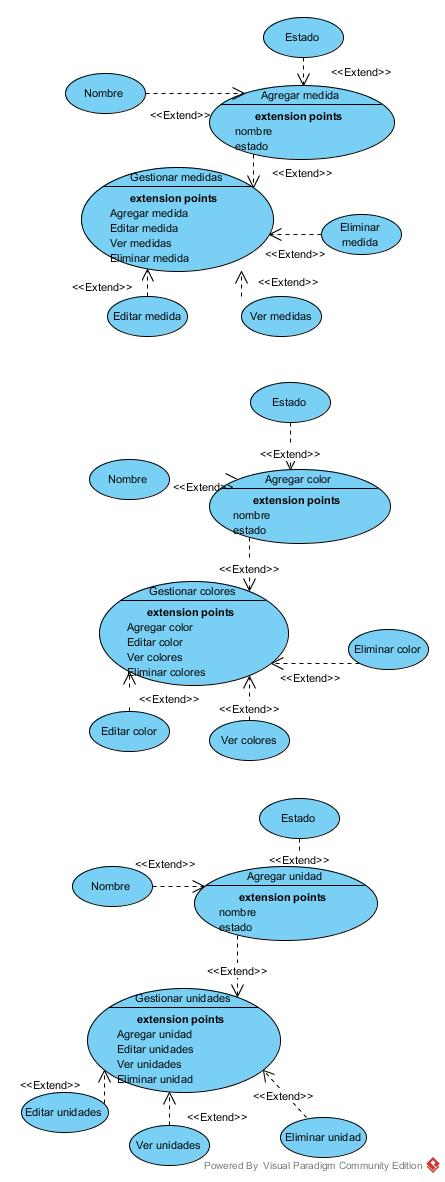 Estado
<<Extend>>
Nombre
<<Extend>>
Agregar medida
extension points
nombre
estado
<<Extend>>
Gestionar medidas
extension points
Agregar medida
Editar medida
Ver medidas
Eliminar medida
Eliminar
medida
<<Extend>>
<<Extend>>
<<Extend>>
Editar medida
Ver medidas
Estado
<<Extend>>
Nombre
<<Extend>>
Agregar color
extension points
nombre
estado
<<Extend>>
Gestionar colores
extension points
Agregar color
Editar color
Ver colores
Eliminar colores
Eliminar color
<<Extend>>
<<Extend>>
<<Extend>>
Editar color
Ver colores
Estado
<<Extend>>
<<Extend>>
Nombre
Agregar unidad
extension points
nombre
estado
<<Extend>>
Gestionar unidades
extension points
Agregar unidad
Editar unidades
Ver unidades
Eliminar unidad
<<Extend>>
<<Extend>>
Editar unidades
<<Extend>>
Ver unidades
Eliminar unidad
Powered By Visual Paradigm Community Edition